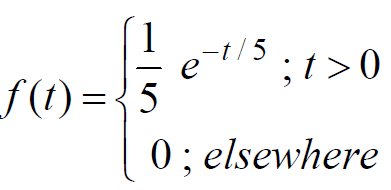 f(t) = { 1/5 e^{-t/5} ; t > 0
0 ; elsewhere